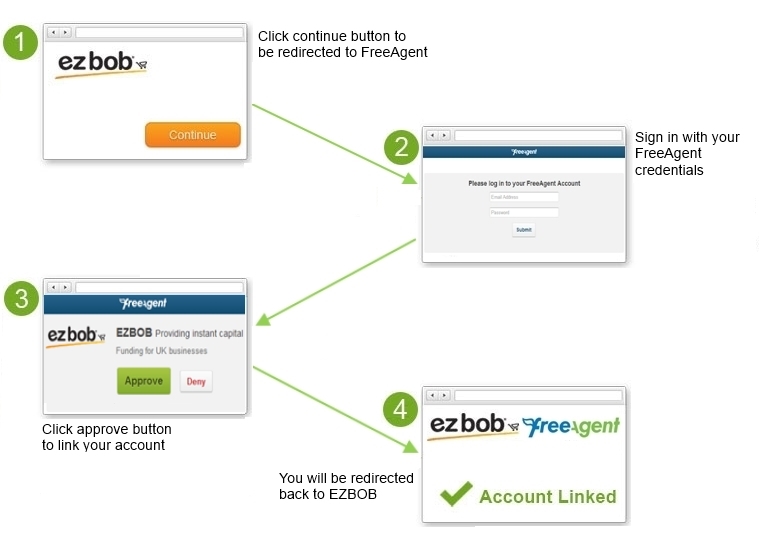 1
ezbob
Continue
Click continue button to
be redirected to FreeAgent
2
FreeAgent
Please log in to your FreeAgent Account
Email Address
Password
Submit
Sign in with your
FreeAgent
credentials
3
FreeAgent
ezbob
EZBOB Providing instant capital
Funding for UK businesses
Approve Deny
Click approve button
to link your account
4
ezbob FreeAgent
Account Linked
You will be redirected
back to EZBOB